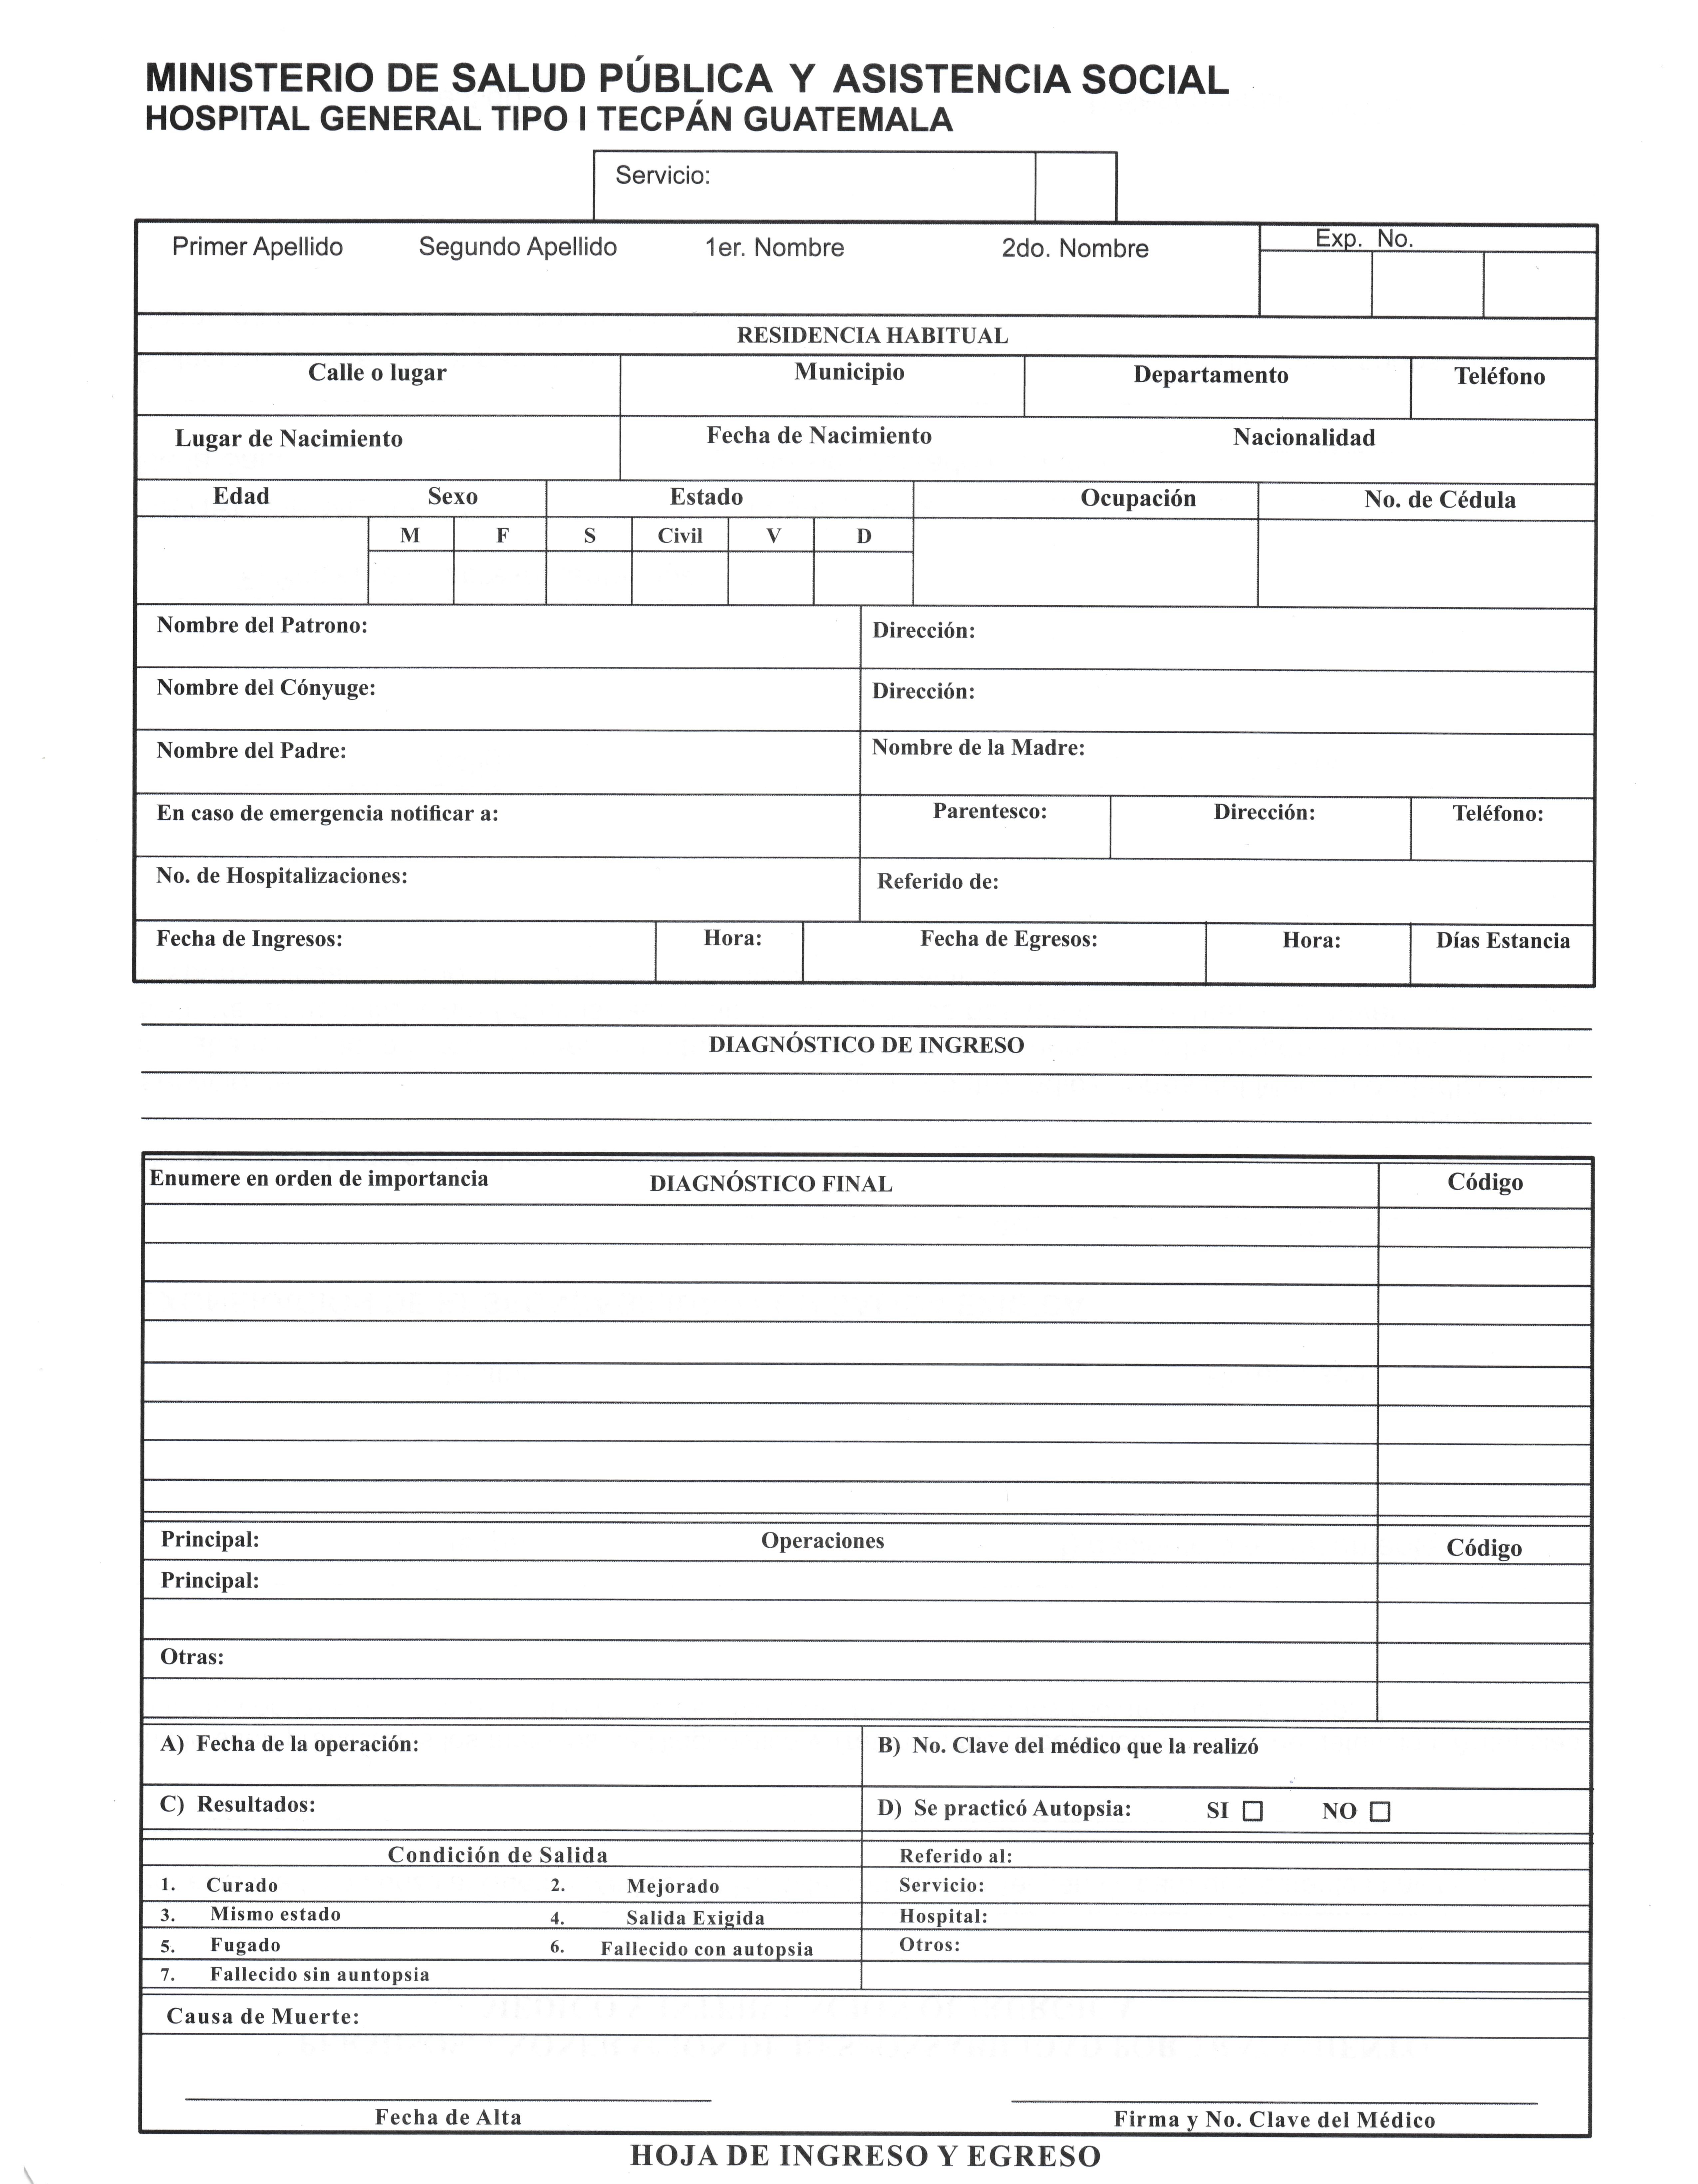 MINISTERIO DE SALUD PÚBLICA Y ASISTENCIA SOCIAL
HOSPITAL GENERAL TIPO I TECPÁN GUATEMALA
Servicio:
Primer Apellido Segundo Apellido 1er. Nombre 2do. Nombre Exp. No.
RESIDENCIA HABITUAL
Calle o lugar Municipio Departamento Teléfono
Lugar de Nacimiento Fecha de Nacimiento Nacionalidad
Edad Sexo Estado Ocupación No. de Cédula
M F S Civil V D
Nombre del Patrono: Dirección:
Nombre del Cónyuge: Dirección:
Nombre del Padre: Nombre de la Madre:
En caso de emergencia notificar a: Parentesco: Dirección: Teléfono:
No. de Hospitalizaciones: Referido de:
Fecha de Ingresos: Hora: Fecha de Egresos: Hora: Días Estancia
DIAGNÓSTICO DE INGRESO
Enumere en orden de importancia DIAGNÓSTICO FINAL Código
Principal: Operaciones Código
Principal:
Otras:
A) Fecha de la operación: B) No. Clave del médico que la realizó
C) Resultados: D) Se practicó Autopsia: SI NO
Condición de Salida Referido al:
1. Curado 2. Mejorado Servicio:
3. Mismo estado 4. Salida Exigida Hospital:
5. Fugado 6. Fallecido con autopsia Otros:
7. Fallecido sin auntopsia
Causa de Muerte:
Fecha de Alta Firma y No. Clave del Médico
HOJA DE INGRESO Y EGRESO